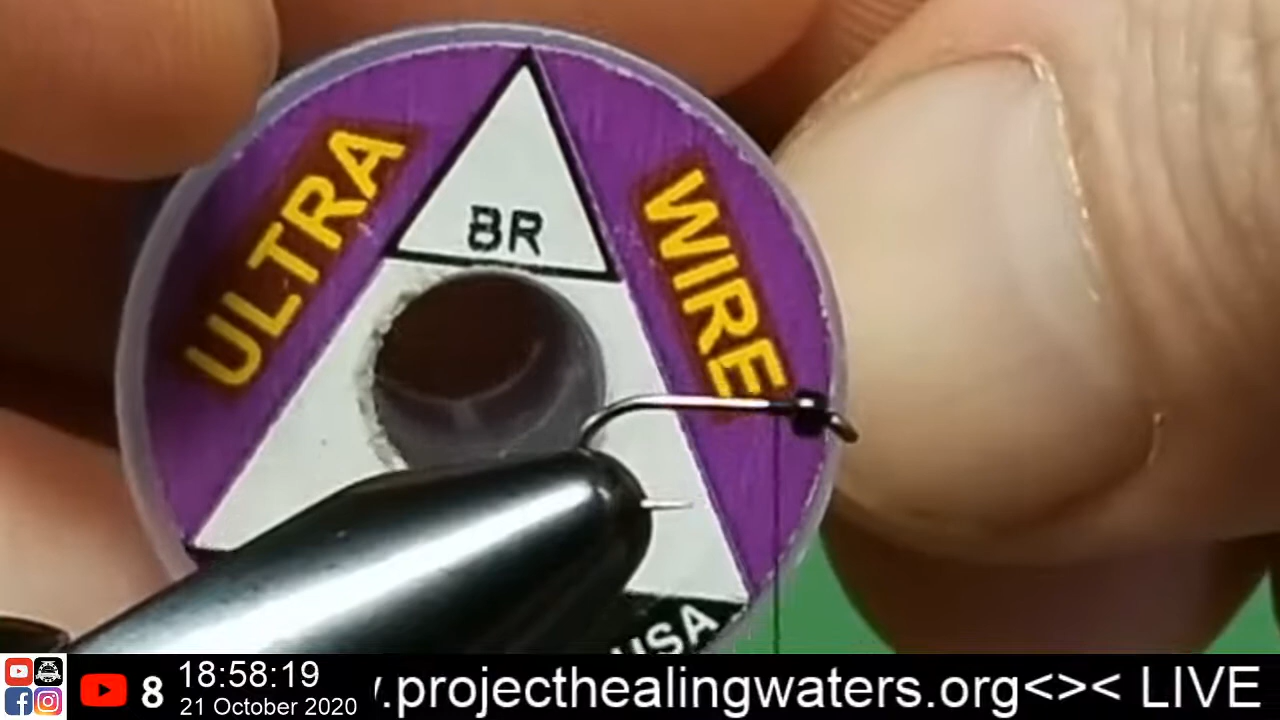 ULTRA
WIRE
BR
USA
8
18:58:19
21 October 2020
.projecthealingwaters.org<>< LIVE